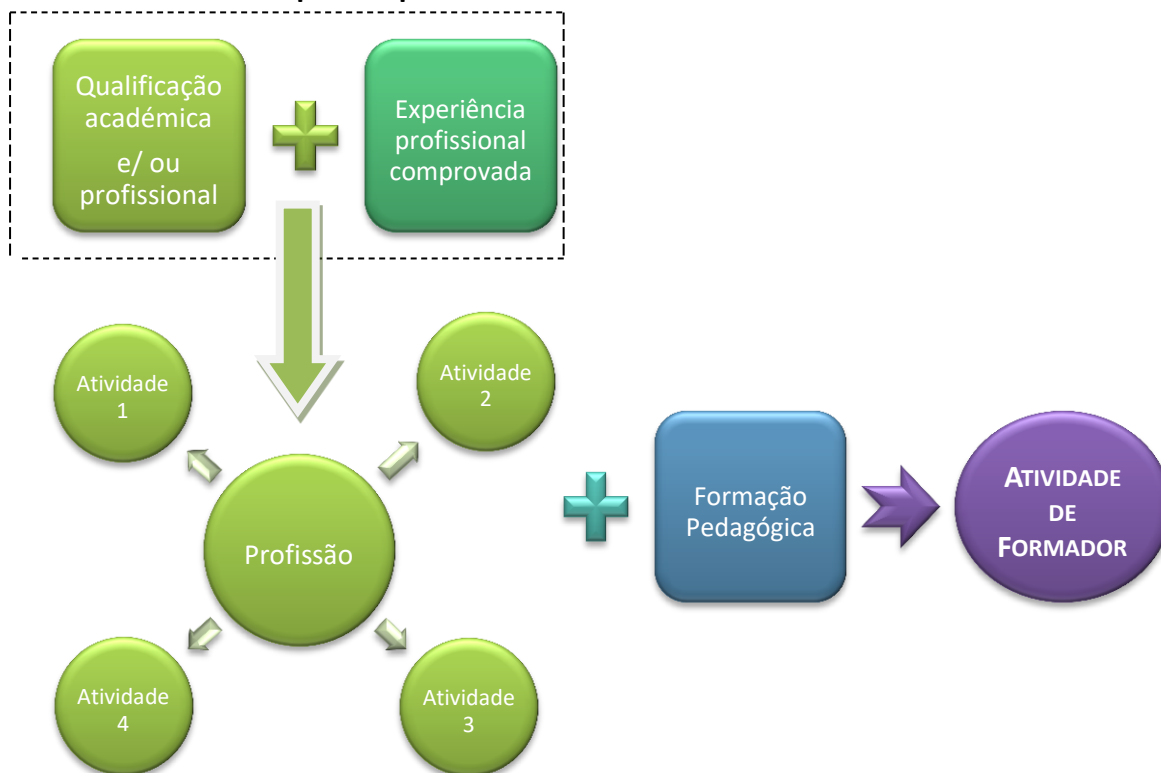 Qualificação
académica
e/ ou
profissional
Experiência
profissional
comprovada
Atividade
1
Atividade
2
Profissão
Atividade
4
Atividade
3
Formação
Pedagógica
ATIVIDADE
DE
FORMADOR